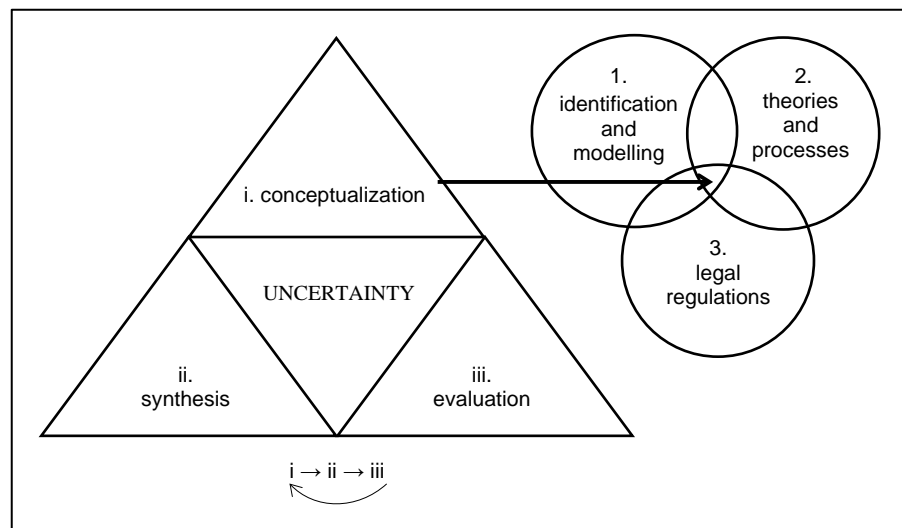 i. conceptualization
UNCERTAINTY
ii.
synthesis
iii.
evaluation
i → ii → iii
1.
identification
and
modelling
2.
theories
and
processes
3.
legal
regulations